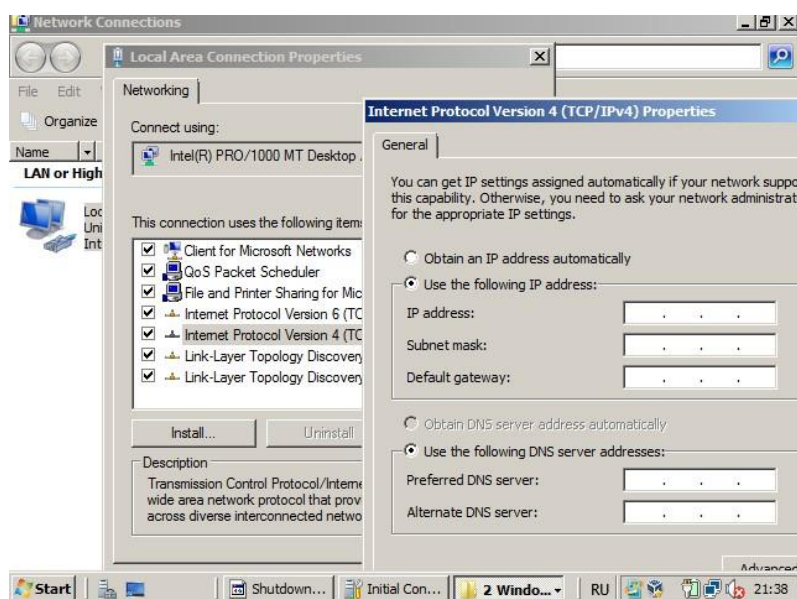 Network Connections
Local Area Connection Properties
File Edit
Networking
Organize
Connect using:
Internet Protocol Version 4 (TCP/IPv4) Properties
Name
Intel(R) PRO/1000 MT Desktop
General
LAN or High
You can get IP settings assigned automatically if your network suppo
this capability. Otherwise, you need to ask your network administrat
for the appropriate IP settings.
Loc
Uni
Int
This connection uses the following item
Client for Microsoft Networks
QoS Packet Scheduler
File and Printer Sharing for Mic
Internet Protocol Version 6 (TC
Internet Protocol Version 4 (TC
Link-Layer Topology Discovery
Link-Layer Topology Discovery
Obtain an IP address automatically
Use the following IP address:
IP address:
Subnet mask:
Default gateway:
Install...
Uninstall
Obtain DNS server address automatically
Use the following DNS server addresses:
Description
Transmission Control Protocol/Interne
wide area network protocol that prov
across diverse interconnected netwo
Preferred DNS server:
Alternate DNS server:
Advanced
Start
Shutdown...
Initial Con...
2 Windo...
RU
21:38